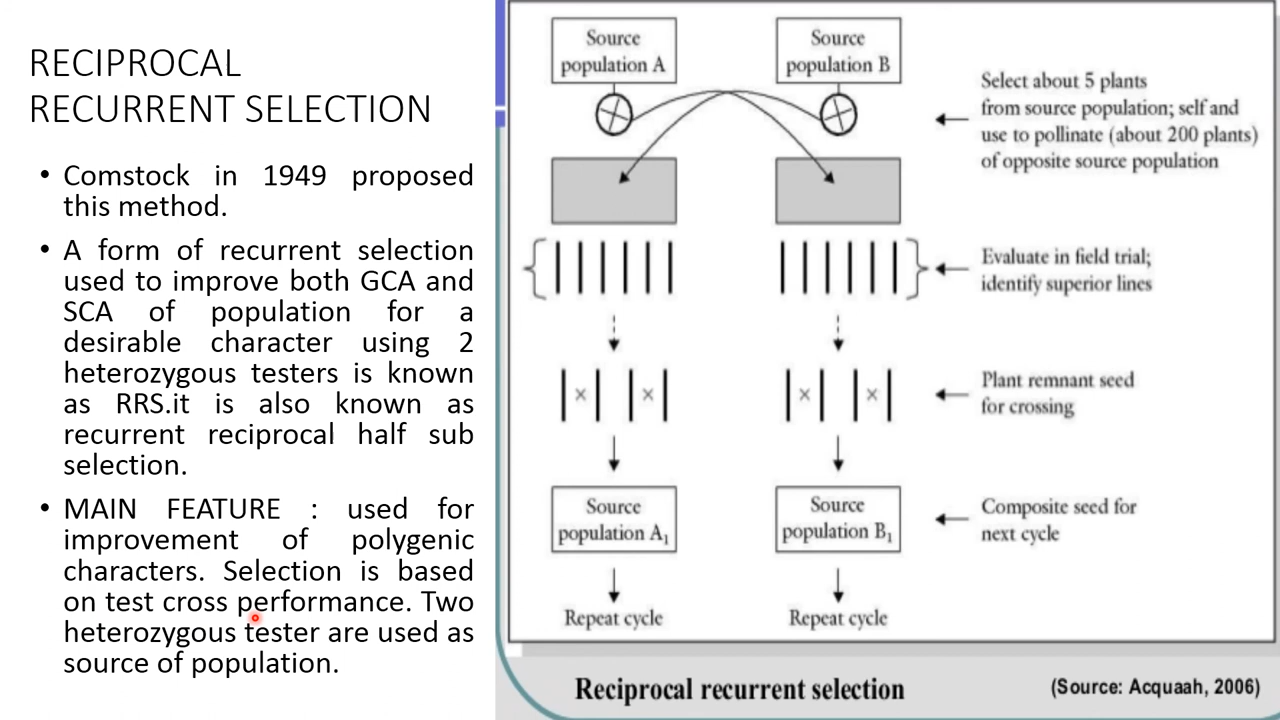 RECIPROCAL
RECURRENT SELECTION
• Comstock in 1949 proposed
this method.
• A form of recurrent selection
used to improve both GCA and
SCA of population for a
desirable character using 2
heterozygous testers is known
as RRS.it is also known as
recurrent reciprocal half sub
selection.
• MAIN FEATURE : used for
improvement of polygenic
characters. Selection is based
on test cross performance. Two
heterozygous tester are used as
source of population.
Source
population A
Source
population B
Select about 5 plants
from source population; self and
use to pollinate (about 200 plants)
of opposite source population
Evaluate in field trial;
identify superior lines
× × × ×
Plant remnant seed
for crossing
Source
population A₁
Source
population B₁
Composite seed for
next cycle
Repeat cycle
Repeat cycle
Reciprocal recurrent selection
(Source: Acquaah, 2006)